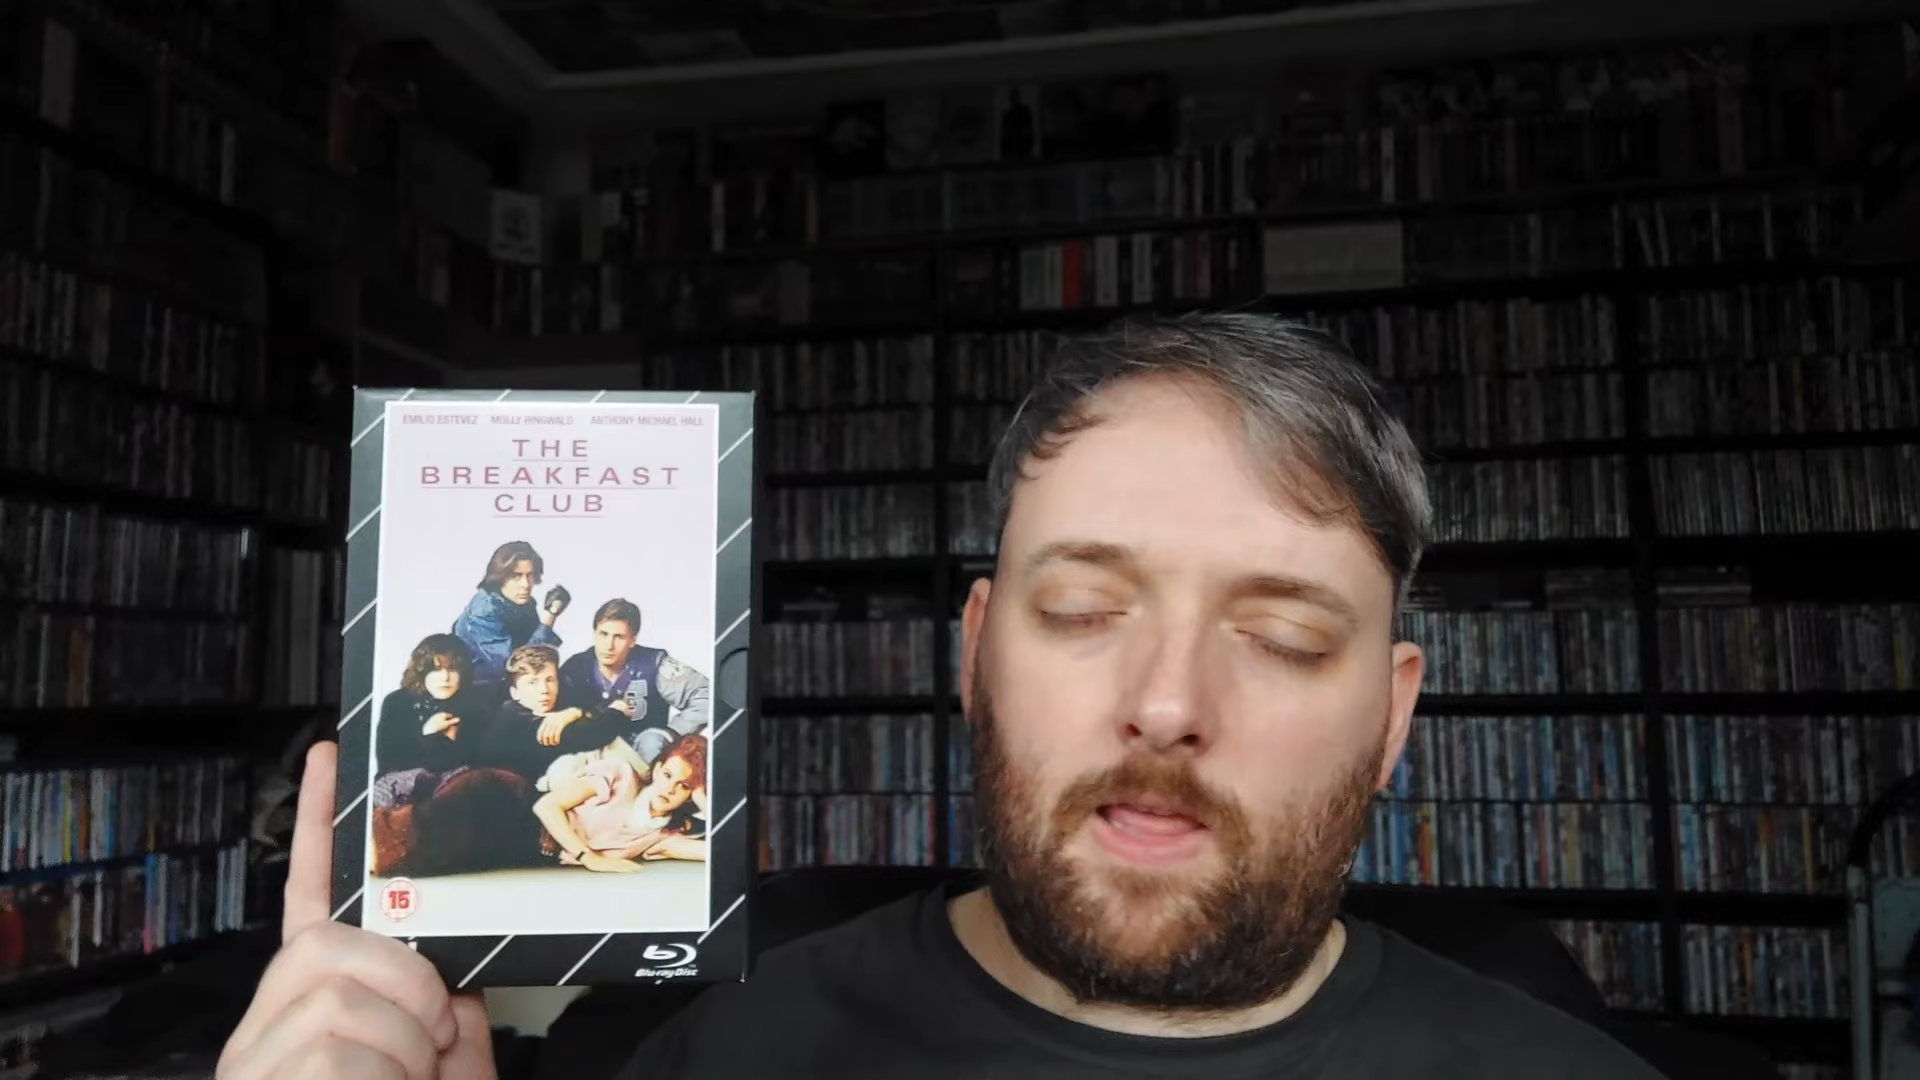 EMILIO ESTEVEZ MOLLY RINGWALD ANTHONY MICHAEL HALL
THE
BREAKFAST
CLUB
15
Blu-ray Disc